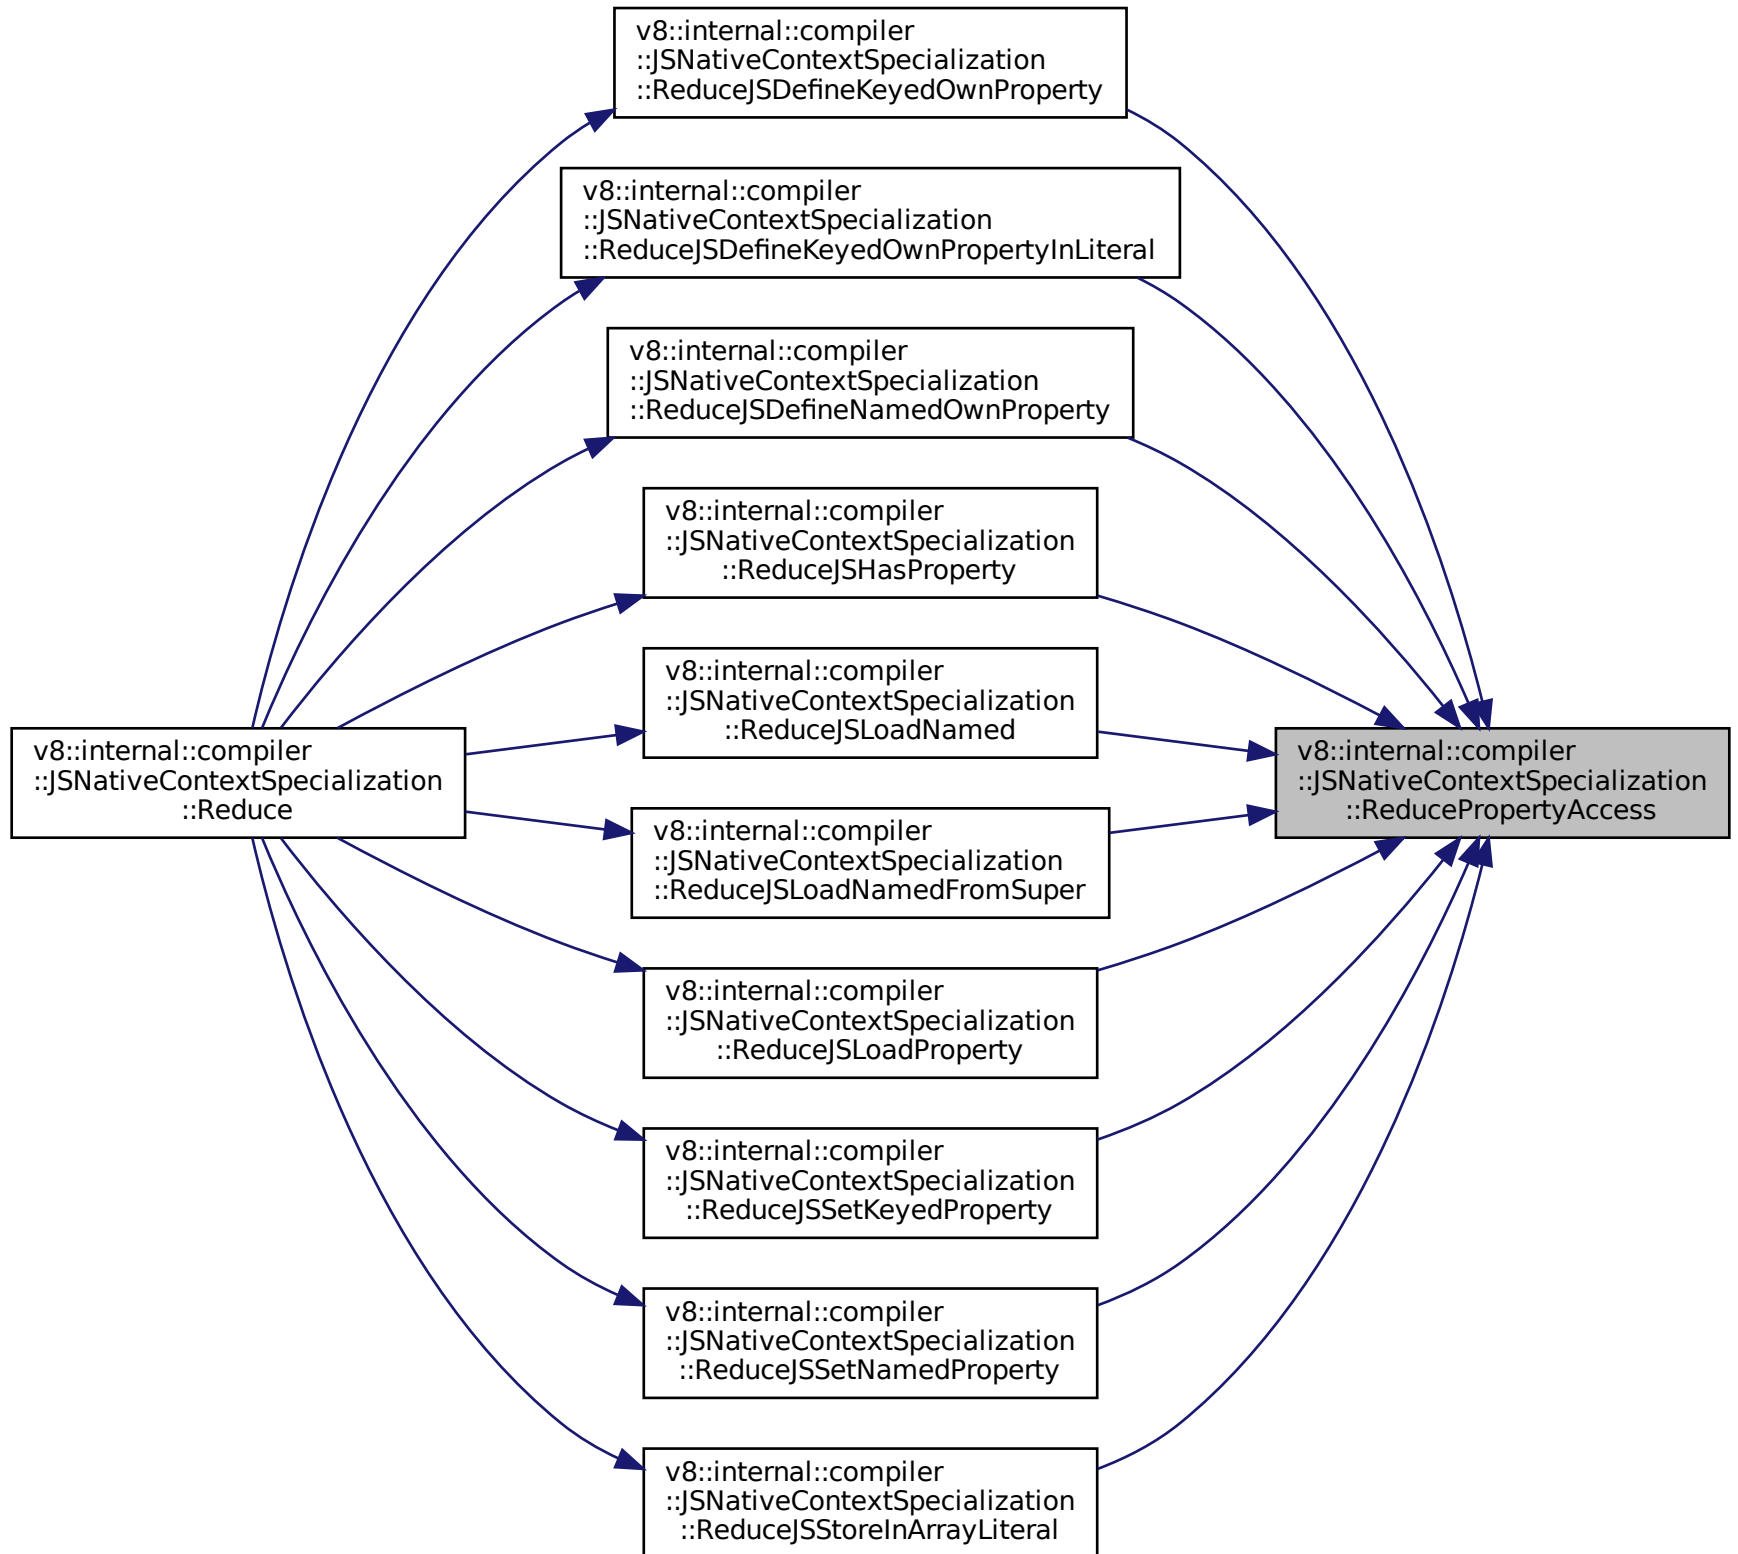 v8::internal::compiler
::JSNativeContextSpecialization
::ReduceJSDefineKeyedOwnProperty
v8::internal::compiler
::JSNativeContextSpecialization
::ReduceJSDefineKeyedOwnPropertyInLiteral
v8::internal::compiler
::JSNativeContextSpecialization
::ReduceJSDefineNamedOwnProperty
v8::internal::compiler
::JSNativeContextSpecialization
::ReduceJSHasProperty
v8::internal::compiler
::JSNativeContextSpecialization
::ReduceJSLoadNamed
v8::internal::compiler
::JSNativeContextSpecialization
::Reduce
v8::internal::compiler
::JSNativeContextSpecialization
::ReducePropertyAccess
v8::internal::compiler
::JSNativeContextSpecialization
::ReduceJSLoadNamedFromSuper
v8::internal::compiler
::JSNativeContextSpecialization
::ReduceJSLoadProperty
v8::internal::compiler
::JSNativeContextSpecialization
::ReduceJSSetKeyedProperty
v8::internal::compiler
::JSNativeContextSpecialization
::ReduceJSSetNamedProperty
v8::internal::compiler
::JSNativeContextSpecialization
::ReduceJSStoreInArrayLiteral